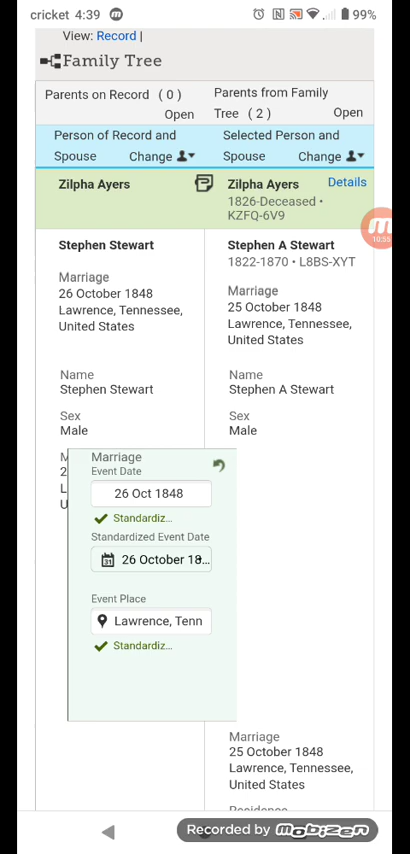 cricket 4:39 99%
View: Record |
Family Tree
Parents on Record ( 0 )
Open
Parents from Family
Tree ( 2 ) Open
Person of Record and
Spouse Change
Selected Person and
Spouse Change
Zilpha Ayers
Zilpha Ayers Details
1826-Deceased •
KZFQ-6V9
10:55
Stephen Stewart
Stephen A Stewart
1822-1870 • L8BS-XYT
Marriage
26 October 1848
Lawrence, Tennessee,
United States
Marriage
25 October 1848
Lawrence, Tennessee,
United States
Name
Stephen Stewart
Name
Stephen A Stewart
Sex
Male
Sex
Male
Marriage
Event Date
26 Oct 1848
Standardiz...
Standardized Event Date
31 26 October 18...
Event Place
Lawrence, Tenn
Standardiz...
Marriage
25 October 1848
Lawrence, Tennessee,
United States
Residence
Recorded by mobizen